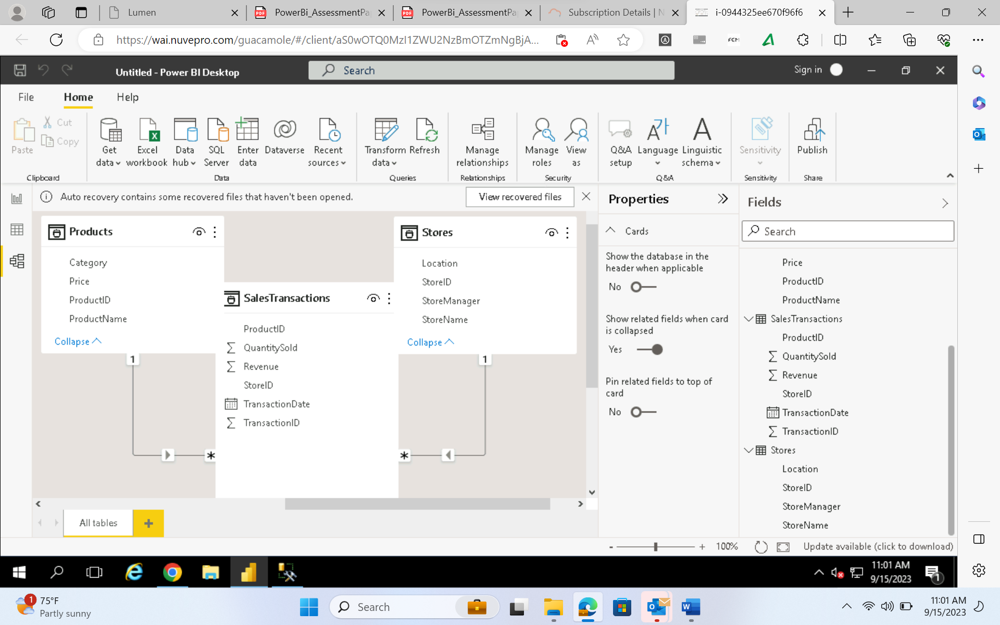 Lumen
PowerBi_AssessmentPa
PowerBi_AssessmentPa
Subscription Details | N
i-0944325ee670f96f6
https://wai.nuvepro.com/guacamole/#/client/aS0wOTQ0MzI1ZWU2NzBmOTZmNgBjA...
FCM
Untitled - Power BI Desktop
Search
Sign in
File
Home
Help
Paste
Cut
Copy
Clipboard
Get data
Excel workbook
Data hub
SQL Server
Enter data
Dataverse
Recent sources
Data
Transform data
Refresh
Queries
Manage relationships
Relationships
Manage roles
View as
Security
Q&A setup
Language
Linguistic schema
Q&A
Sensitivity
Sensitivity
Publish
Share
Auto recovery contains some recovered files that haven't been opened.
View recovered files
Products
Category
Price
ProductID
ProductName
Collapse
1
SalesTransactions
ProductID
QuantitySold
Revenue
StoreID
TransactionDate
TransactionID
*
*
Stores
Location
StoreID
StoreManager
StoreName
Collapse
1
All tables
Properties
Cards
Show the database in the
header when applicable
No
Show related fields when card
is collapsed
Yes
Pin related fields to top of
card
No
Fields
Search
Price
ProductID
ProductName
SalesTransactions
ProductID
QuantitySold
Revenue
StoreID
TransactionDate
TransactionID
Stores
Location
StoreID
StoreManager
StoreName
- + 100%
Update available (click to download)
11:01 AM
9/15/2023
1
1
75°F
Partly sunny
Search
11:01 AM
9/15/2023